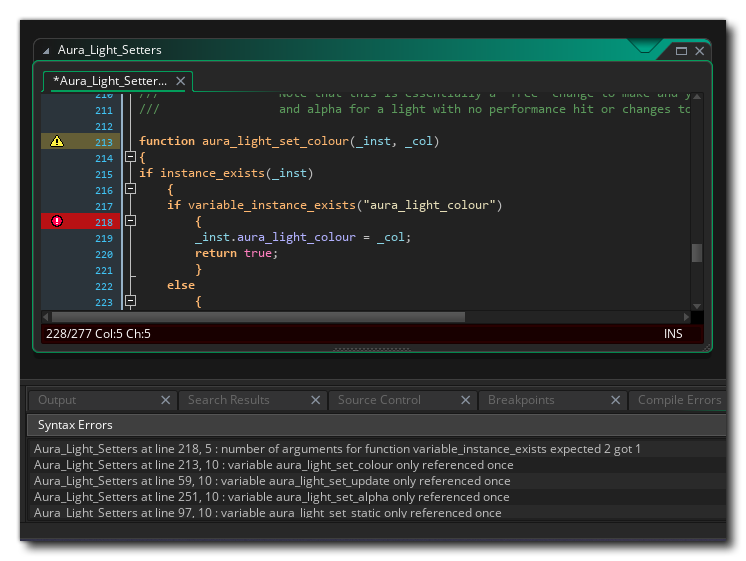 Aura_Light_Setters
*Aura_Light_Setter...
210 /// Note that this is essentially a "free" change to make and y
211 /// and alpha for a light with no performance hit or changes to
212
213 function aura_light_set_colour(_inst, _col)
214 {
215 if instance_exists(_inst)
216 {
217 if variable_instance_exists("aura_light_colour")
218 {
219 _inst.aura_light_colour = _col;
220 return true;
221 }
222 else
223 {
228/277 Col:5 Ch:5 INS
Output Search Results Source Control Breakpoints Compile Errors
Syntax Errors
Aura_Light_Setters at line 218, 5 : number of arguments for function variable_instance_exists expected 2 got 1
Aura_Light_Setters at line 213, 10 : variable aura_light_set_colour only referenced once
Aura_Light_Setters at line 59, 10 : variable aura_light_set_update only referenced once
Aura_Light_Setters at line 251, 10 : variable aura_light_set_alpha only referenced once
Aura_Light_Setters at line 97, 10 : variable aura_light_set_static only referenced once